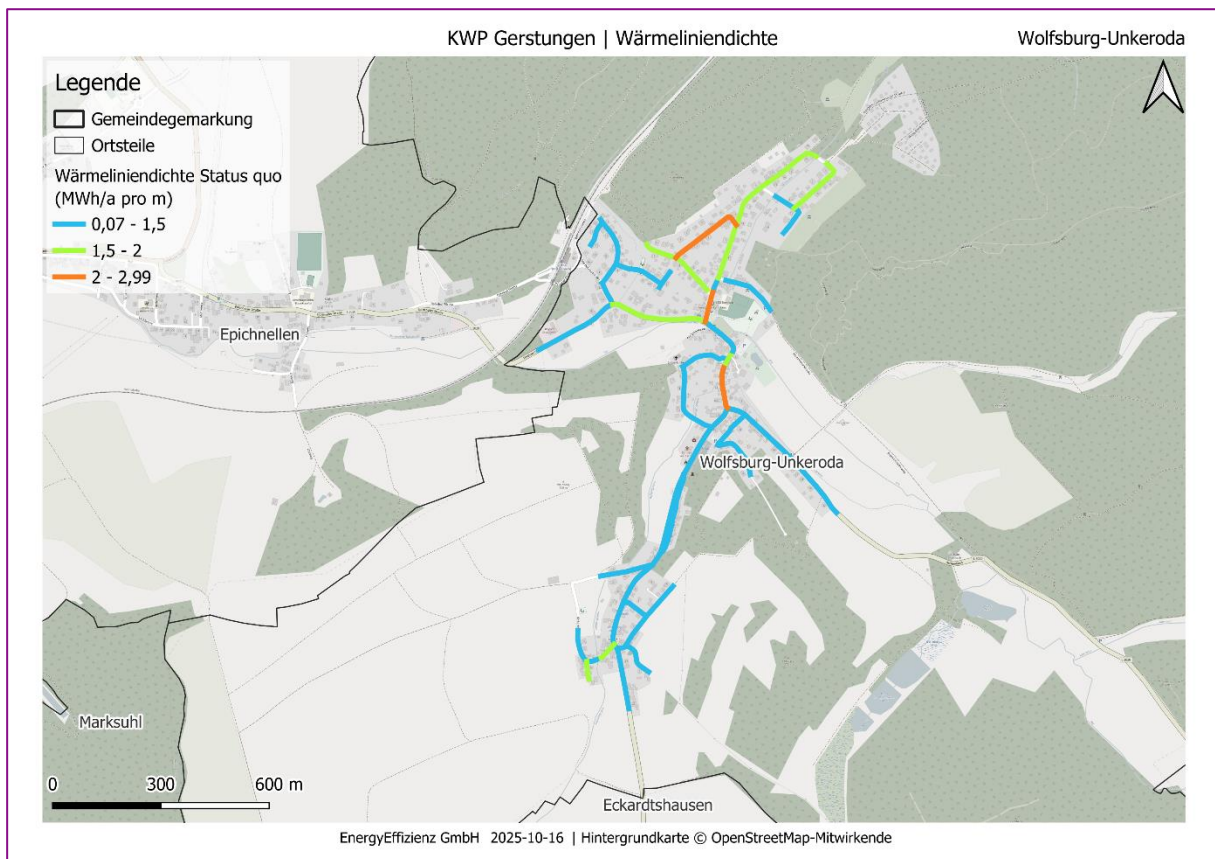 KWP Gerstungen | Wärmeliniendichte
Wolfsburg-Unkeroda
Legende
Gemeindegemarkung
Ortsteile
Wärmeliniendichte Status quo
(MWh/a pro m)
0,07 - 1,5
1,5 - 2
2 - 2,99
Epichnellen
Wolfsburg-Unkeroda
Marksuhl
0 300 600 m
Eckardtshausen
EnergyEffizienz GmbH 2025-10-16 | Hintergrundkarte © OpenStreetMap-Mitwirkende